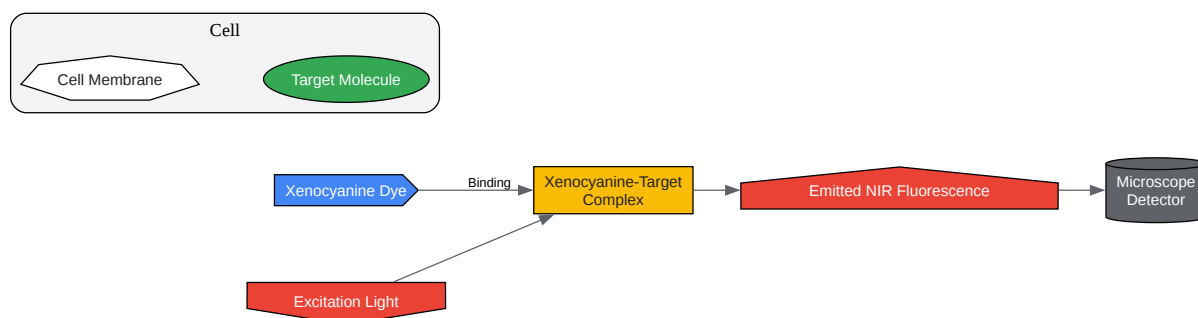 Cell
Cell Membrane
Target Molecule
Xenocyanine Dye
Binding
Xenocyanine-Target
Complex
Emitted NIR Fluorescence
Microscope
Detector
Excitation Light